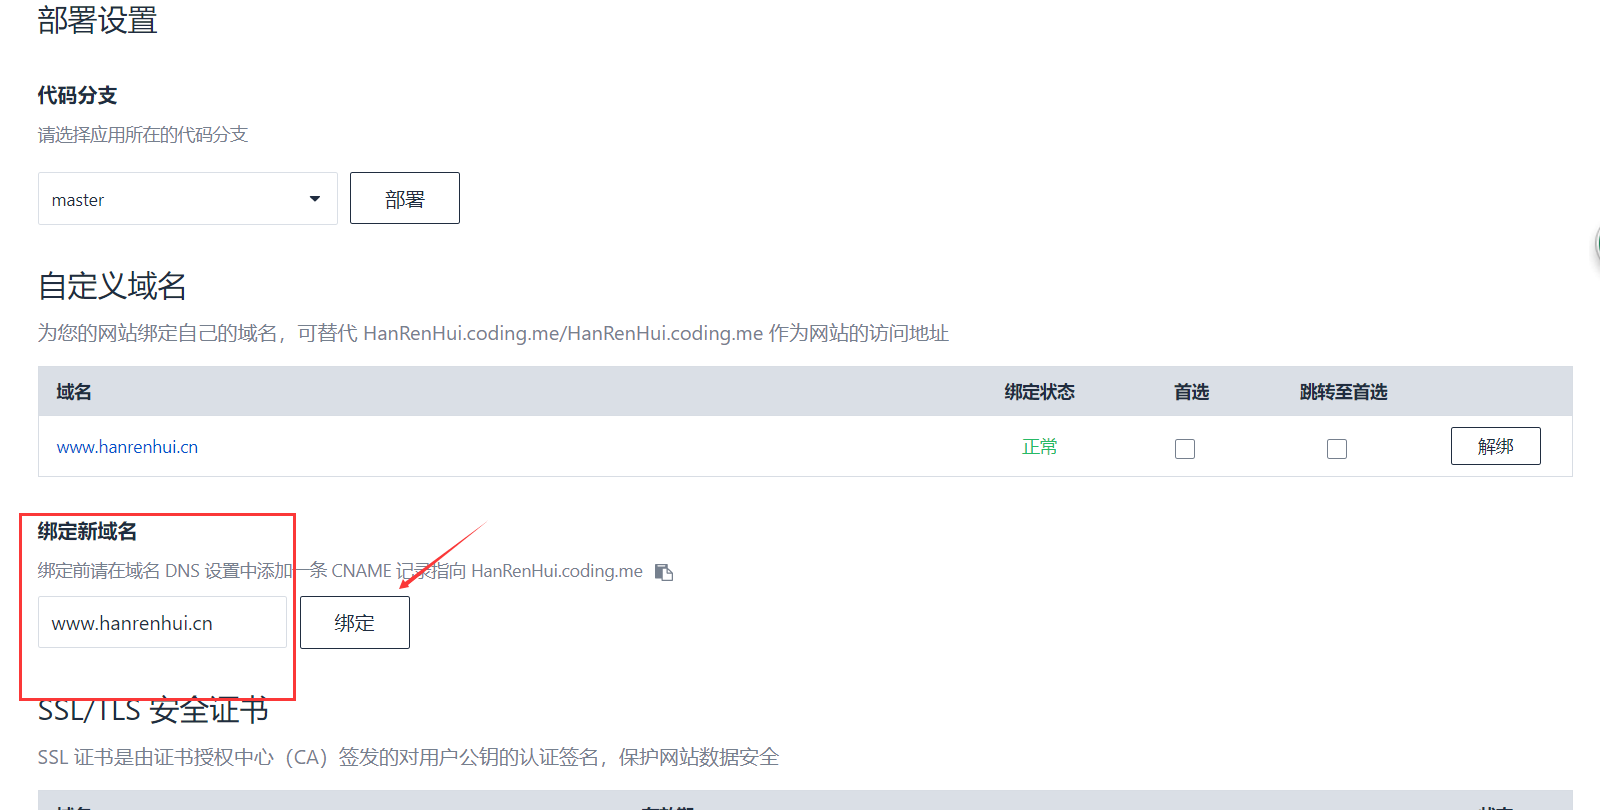 部署设置
代码分支
请选择应用所在的代码分支
master
部署
自定义域名
为您的网站绑定自己的域名，可替代 HanRenHui.coding.me/HanRenHui.coding.me 作为网站的访问地址
域名 绑定状态 首选 跳转至首选
www.hanrenhui.cn 正常 解绑
绑定新域名
绑定前请在域名 DNS 设置中添加一条 CNAME 记录指向 HanRenHui.coding.me
www.hanrenhui.cn 绑定
SSL/TLS 安全证书
SSL 证书是由证书授权中心（CA）签发的对用户公钥的认证签名，保护网站数据安全